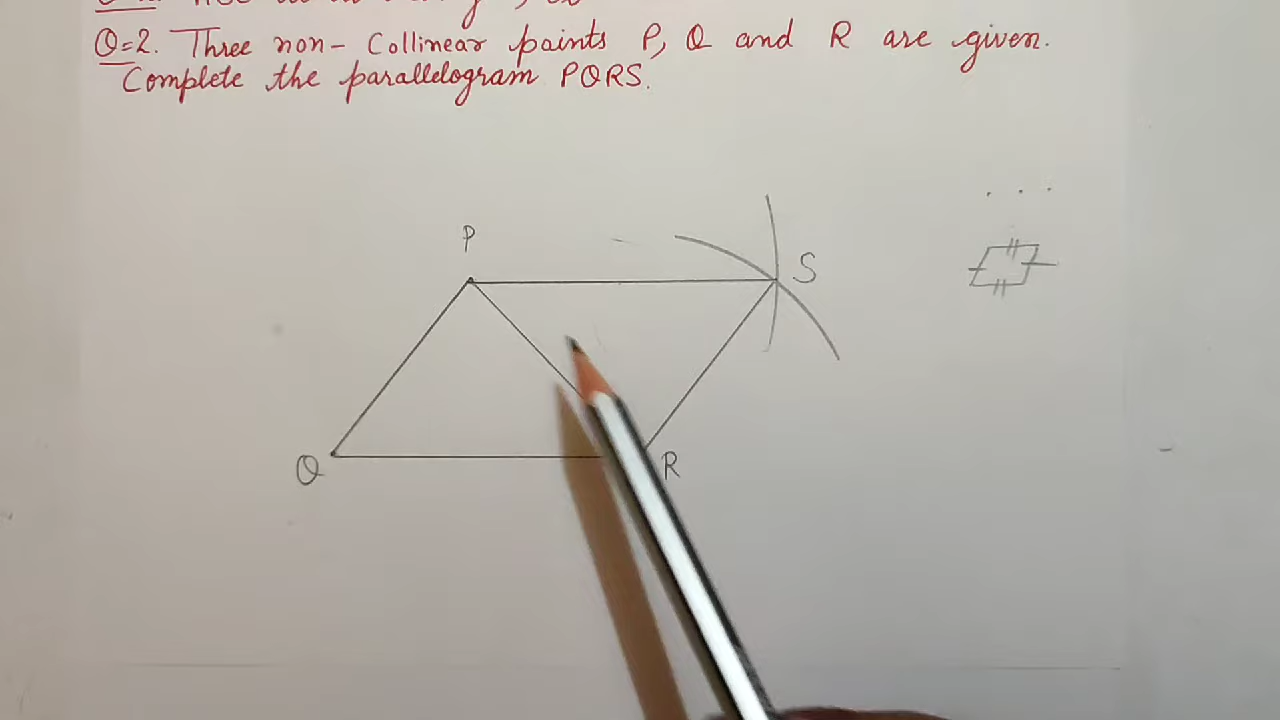 Q=2. Three non-Collinear points P, Q and R are given.
Complete the parallelogram PQRS.
P
S
Q
R